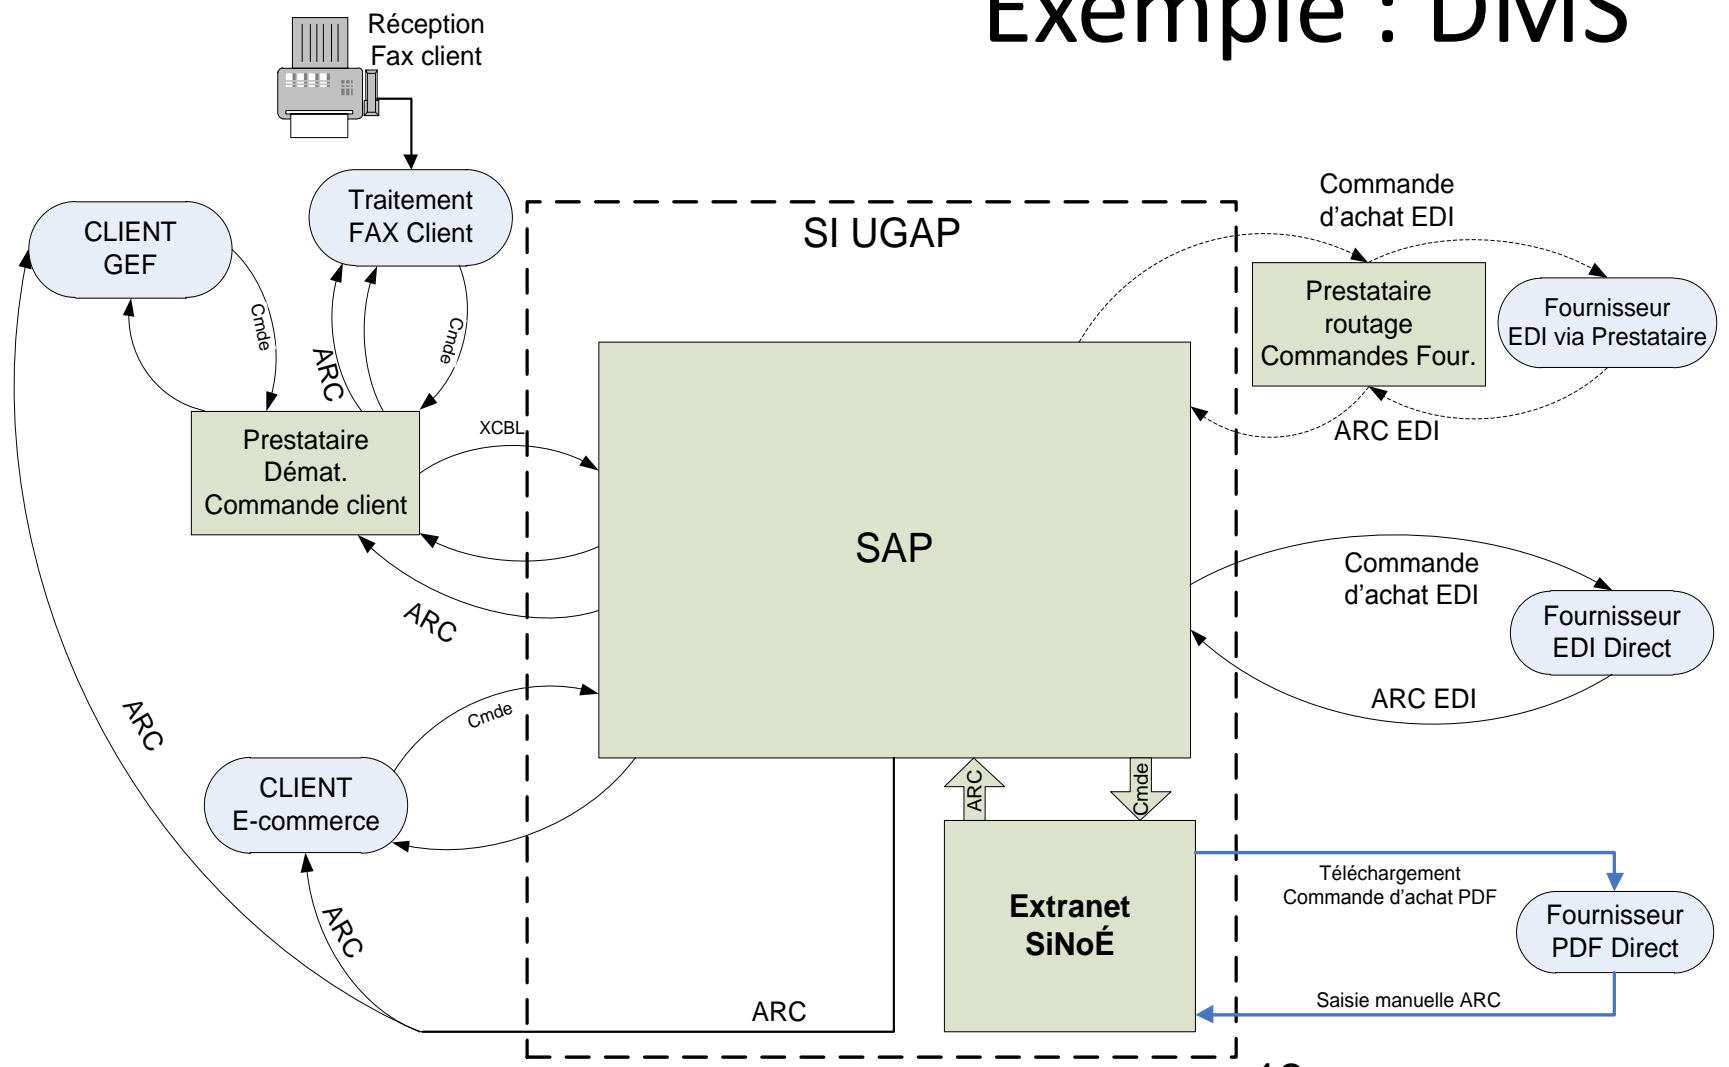 Exemple : DMS
Réception
Fax client
Traitement
FAX Client
CLIENT
GEF
Cmde
ARC
Cmde
Prestataire
Démat.
Commande client
XCBL
ARC
SI UGAP
SAP
Commande
d'achat EDI
Prestataire
routage
Commandes Four.
Fournisseur
EDI via Prestataire
ARC EDI
Commande
d'achat EDI
Fournisseur
EDI Direct
ARC EDI
ARC
Cmde
CLIENT
E-commerce
ARC
ARC
ARC
Cmde
Extranet
SiNoÉ
Téléchargement
Commande d'achat PDF
Fournisseur
PDF Direct
Saisie manuelle ARC